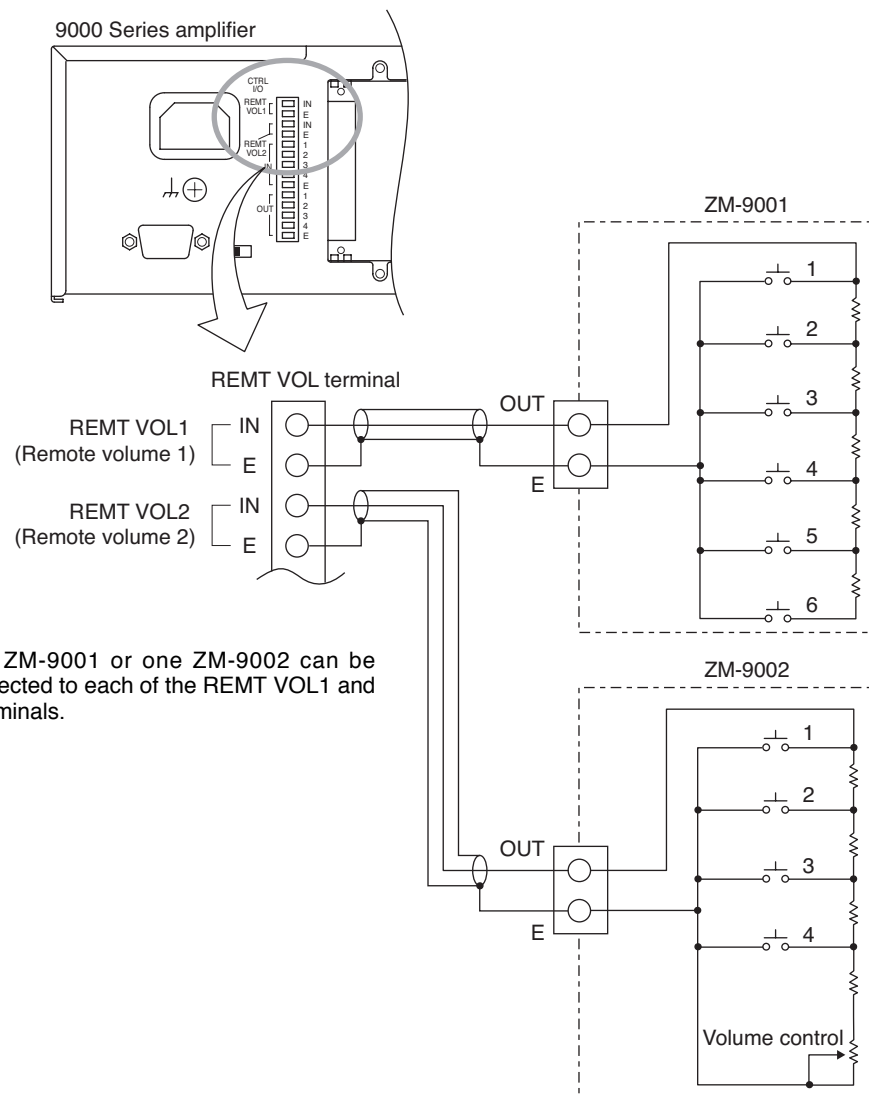 9000 Series amplifier
CTRL
I/O
REMT
VOL1
IN
E
IN
E
REMT
VOL2
1
2
3
4
E
IN
OUT
1
2
3
4
E
REMT VOL terminal
REMT VOL1
(Remote volume 1)
IN
E
REMT VOL2
(Remote volume 2)
IN
E
OUT
E
ZM-9001
1
2
3
4
5
6
ZM-9001 or one ZM-9002 can be
ected to each of the REMT VOL1 and
minals.
ZM-9002
OUT
E
1
2
3
4
Volume control